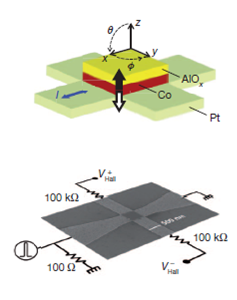 z
θ
x
y
ϕ
AlOₓ
I
Co
Pt
V⁺Hall
100 kΩ
500 nm
100 kΩ
100 Ω
V⁻Hall